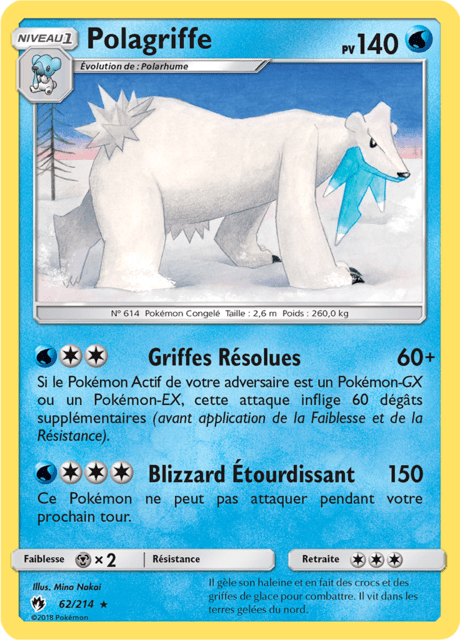 NIVEAU 1
Polagriffe
PV 140
Évolution de : Polarhume
Nº 614 Pokémon Congelé Taille : 2,6 m Poids : 260,0 kg
Griffes Résolues 60+
Si le Pokémon Actif de votre adversaire est un Pokémon-GX
ou un Pokémon-EX, cette attaque inflige 60 dégâts
supplémentaires (avant application de la Faiblesse et de la
Résistance).
Blizzard Étourdissant 150
Ce Pokémon ne peut pas attaquer pendant votre
prochain tour.
Faiblesse × 2 Résistance Retraite
Illus. Mina Nakai
62/214 ★
©2018 Pokémon
Il gèle son haleine et en fait des crocs et des
griffes de glace pour combattre. Il vit dans les
terres gelées du nord.